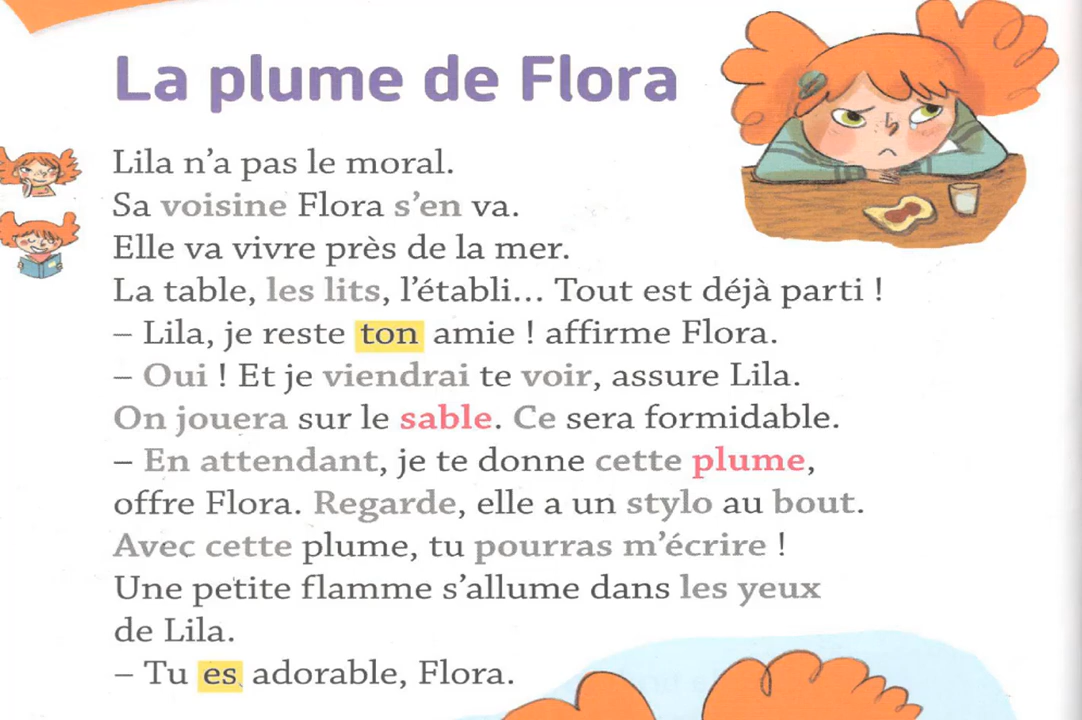 La plume de Flora
Lila n'a pas le moral.
Sa voisine Flora s'en va.
Elle va vivre près de la mer.
La table, les lits, l'établi... Tout est déjà parti !
– Lila, je reste ton amie ! affirme Flora.
– Oui ! Et je viendrai te voir, assure Lila.
On jouera sur le sable. Ce sera formidable.
– En attendant, je te donne cette plume,
offre Flora. Regarde, elle a un stylo au bout.
Avec cette plume, tu pourras m'écrire !
Une petite flamme s'allume dans les yeux
de Lila.
– Tu es adorable, Flora.